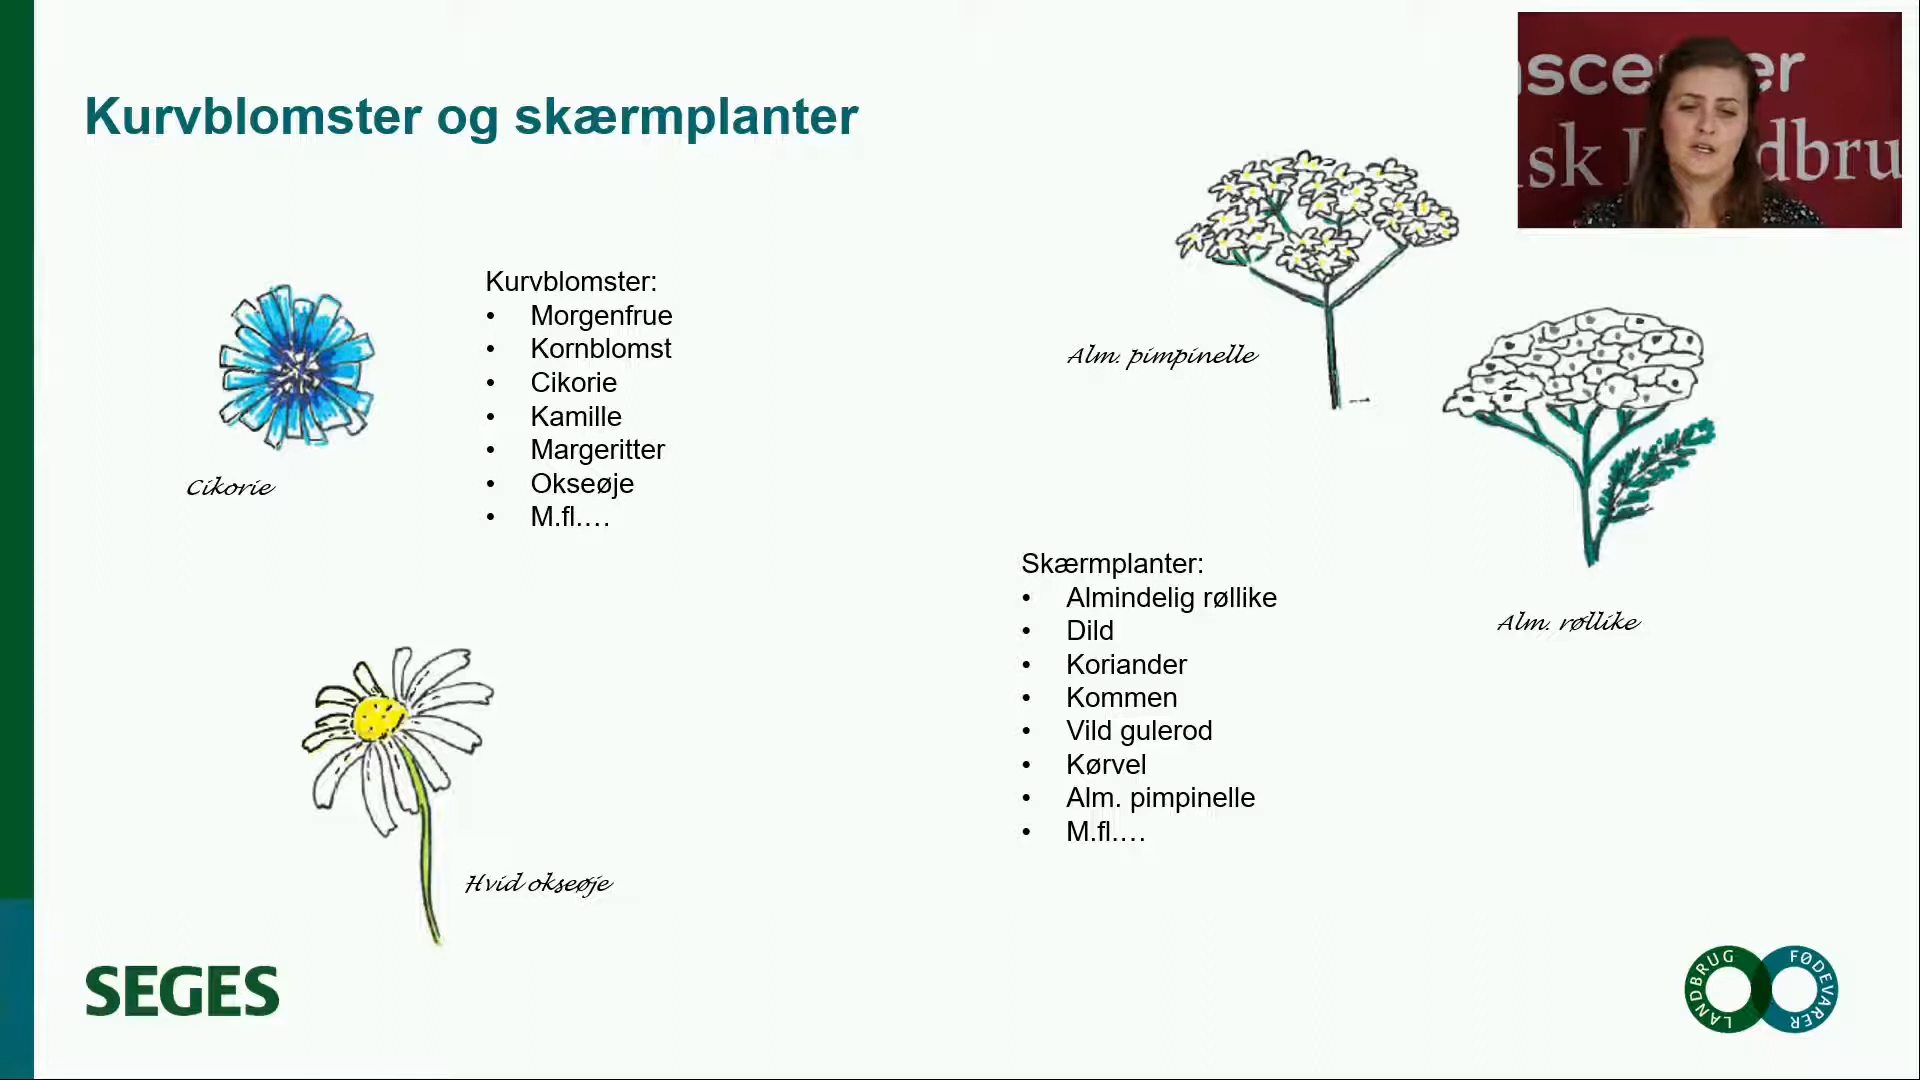 Kurvblomster og skærmplanter
Kurvblomster:
• Morgenfrue
• Kornblomst
• Cikorie
• Kamille
• Margeritter
• Okseøje
• M.fl.…
Cikorie
Hvid okseøje
Alm. pimpinelle
Alm. røllike
Skærmplanter:
• Almindelig røllike
• Dild
• Koriander
• Kommen
• Vild gulerod
• Kørvel
• Alm. pimpinelle
• M.fl.…
SEGES
LANDBRUG FØDEVARER